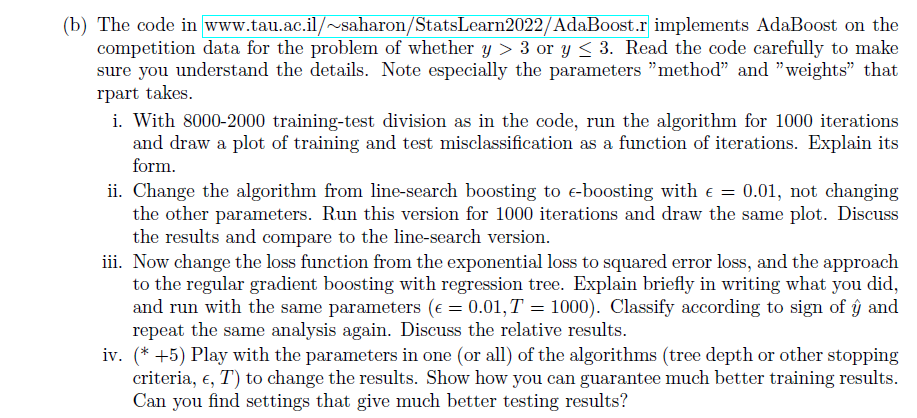 (b) The code in www.tau.ac.il/~saharon/StatsLearn2022/AdaBoost.r implements AdaBoost on the
competition data for the problem of whether y > 3 or y ≤ 3. Read the code carefully to make
sure you understand the details. Note especially the parameters "method" and "weights" that
rpart takes.
i. With 8000-2000 training-test division as in the code, run the algorithm for 1000 iterations
and draw a plot of training and test misclassification as a function of iterations. Explain its
form.
ii. Change the algorithm from line-search boosting to ϵ-boosting with ϵ = 0.01, not changing
the other parameters. Run this version for 1000 iterations and draw the same plot. Discuss
the results and compare to the line-search version.
iii. Now change the loss function from the exponential loss to squared error loss, and the approach
to the regular gradient boosting with regression tree. Explain briefly in writing what you did,
and run with the same parameters (ϵ = 0.01, T = 1000). Classify according to sign of ŷ and
repeat the same analysis again. Discuss the relative results.
iv. (* +5) Play with the parameters in one (or all) of the algorithms (tree depth or other stopping
criteria, ϵ, T) to change the results. Show how you can guarantee much better training results.
Can you find settings that give much better testing results?